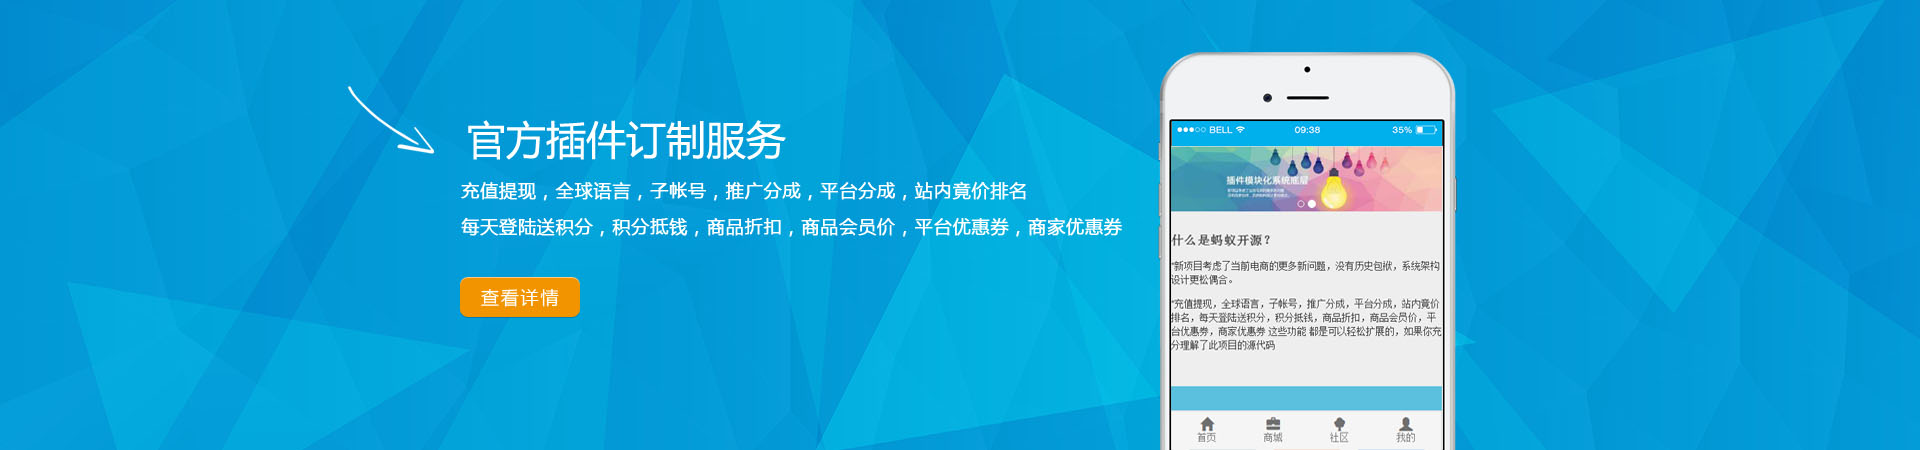 官方插件订制服务
充值提现，全球语言，子帐号，推广分成，平台分成，站内竟价排名
每天登陆送积分，积分抵钱，商品折扣，商品会员价，平台优惠券，商家优惠券
查看详情
BELL 09:38 35%
插件模块化系统底层
什么是蚂蚁开源？
"新项目考虑了当前电商的更多新问题，没有历史包袱，系统架构
设计更松偶合。
"充值提现，全球语言，子帐号，推广分成，平台分成，站内竟价
排名，每天登陆送积分，积分抵钱，商品折扣，商品会员价，平
台优惠劵，商家优惠劵 这些功能 都是可以轻松扩展的，如果你充
分理解了此项目的源代码
首页 商城 社区 我的